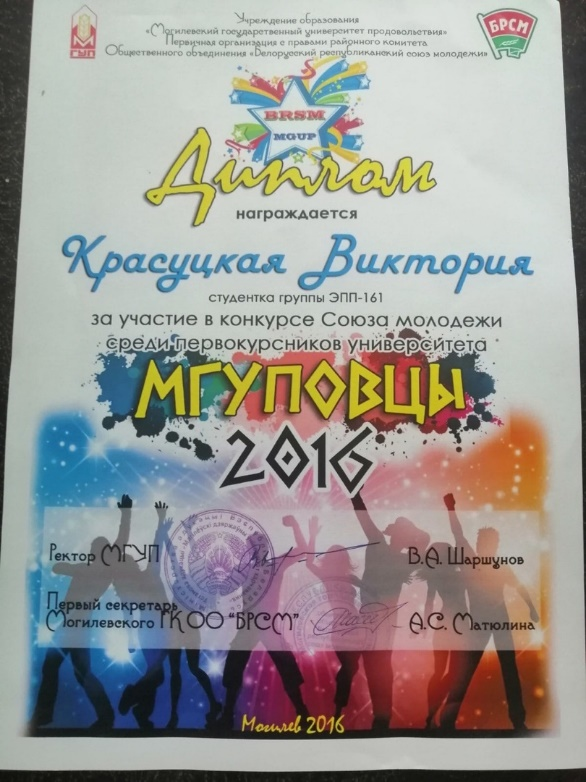 Учреждение образования
«Могилевский государственный университет продовольствия»
Первичная организация с правами районного комитета
Общественного объединения «Белорусский республиканский союз молодежи»
МГУП
БРСМ
BRSM
MGUP
Диплом
награждается
Красуцкая Виктория
студентка группы ЭПП-161
за участие в конкурсе Союза молодежи
среди первокурсников университета
МГУПОВЦЫ
2016
Ректор МГУП
В.А. Шаршунов
Первый секретарь
Могилевского ГК ОО "БРСМ"
А.С. Матюлина
Могилев 2016